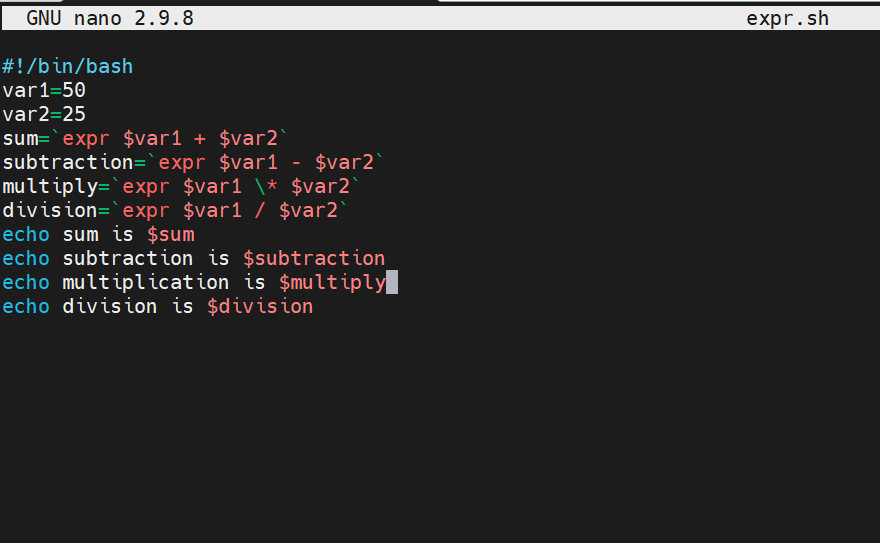 GNU nano 2.9.8 expr.sh
#!/bin/bash
var1=50
var2=25
sum=`expr $var1 + $var2`
subtraction=`expr $var1 - $var2`
multiply=`expr $var1 \* $var2`
division=`expr $var1 / $var2`
echo sum is $sum
echo subtraction is $subtraction
echo multiplication is $multiply
echo division is $division